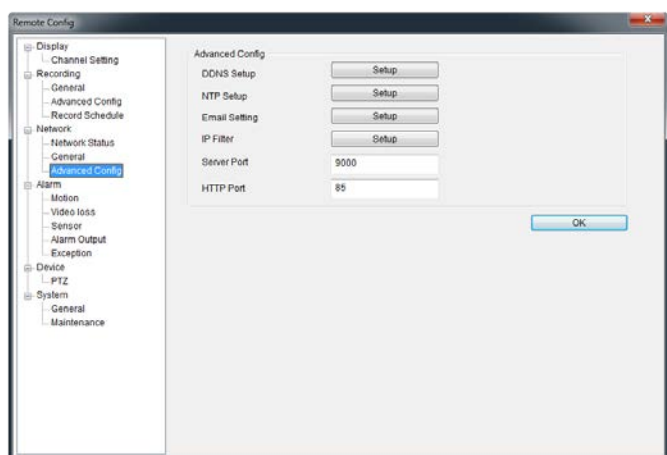 Remote Config
Display
Channel Setting
Recording
General
Advanced Config
Record Schedule
Network
Network Status
General
Advanced Config
Alarm
Motion
Video loss
Sensor
Alarm Output
Exception
Device
PTZ
System
General
Maintenance
Advanced Config
DDNS Setup Setup
NTP Setup Setup
Email Setting Setup
IP Filter Setup
Server Port 9000
HTTP Port 85
OK